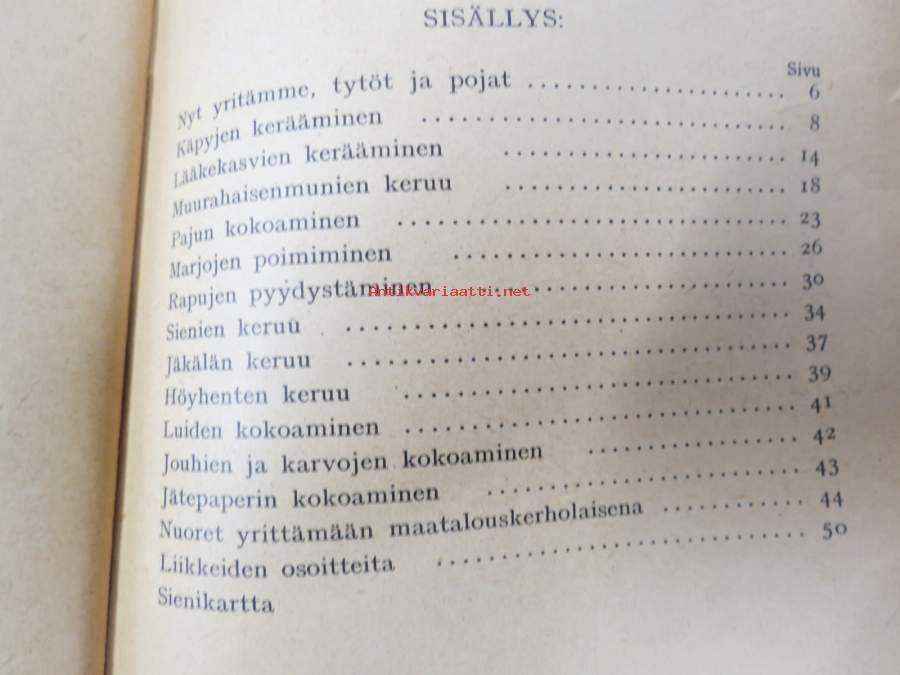 SISÄLLYS:
Sivu
Nyt yritämme, tytöt ja pojat .................... 6
Käpyjen kerääminen .................... 8
Lääkekasvien kerääminen .................... 14
Muurahaisenmunien keruu .................... 18
Pajun kokoaminen .................... 23
Marjojen poimiminen .................... 26
Rapujen pyydystäminen .................... 30
Antikvariaatti.net
Sienien keruu .................... 34
Jäkälän keruu .................... 37
Höyhenten keruu .................... 39
Luiden kokoaminen .................... 41
Jouhien ja karvojen kokoaminen .................... 42
Jätepaperin kokoaminen .................... 43
Nuoret yrittämään maatalouskerholaisena ............ 44
Liikkeiden osoitteita .................... 50
Sienikartta